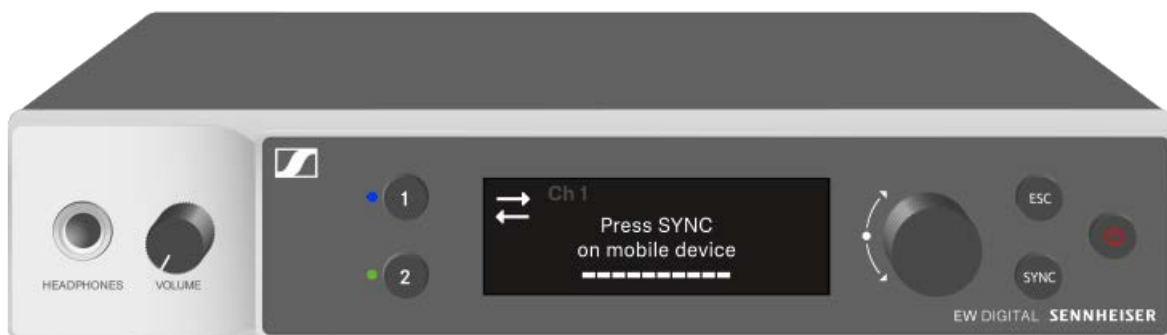 HEADPHONES
VOLUME
1
2
Ch 1
Press SYNC
on mobile device
ESC
SYNC
EW DIGITAL SENNHEISER